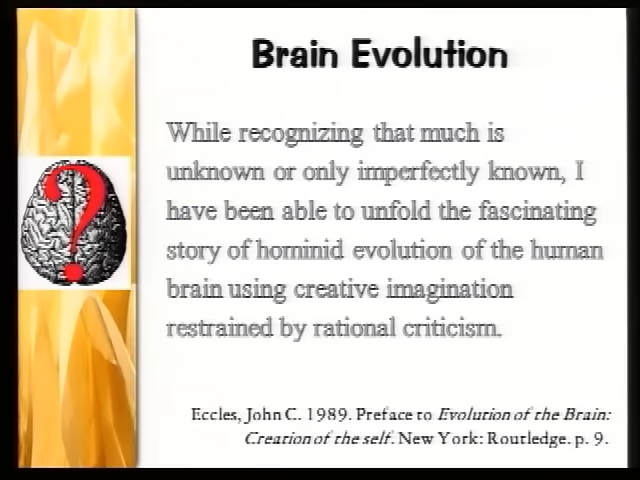 Brain Evolution
While recognizing that much is
unknown or only imperfectly known, I
have been able to unfold the fascinating
story of hominid evolution of the human
brain using creative imagination
restrained by rational criticism.
?
Eccles, John C. 1989. Preface to Evolution of the Brain:
Creation of the self. New York: Routledge. p. 9.